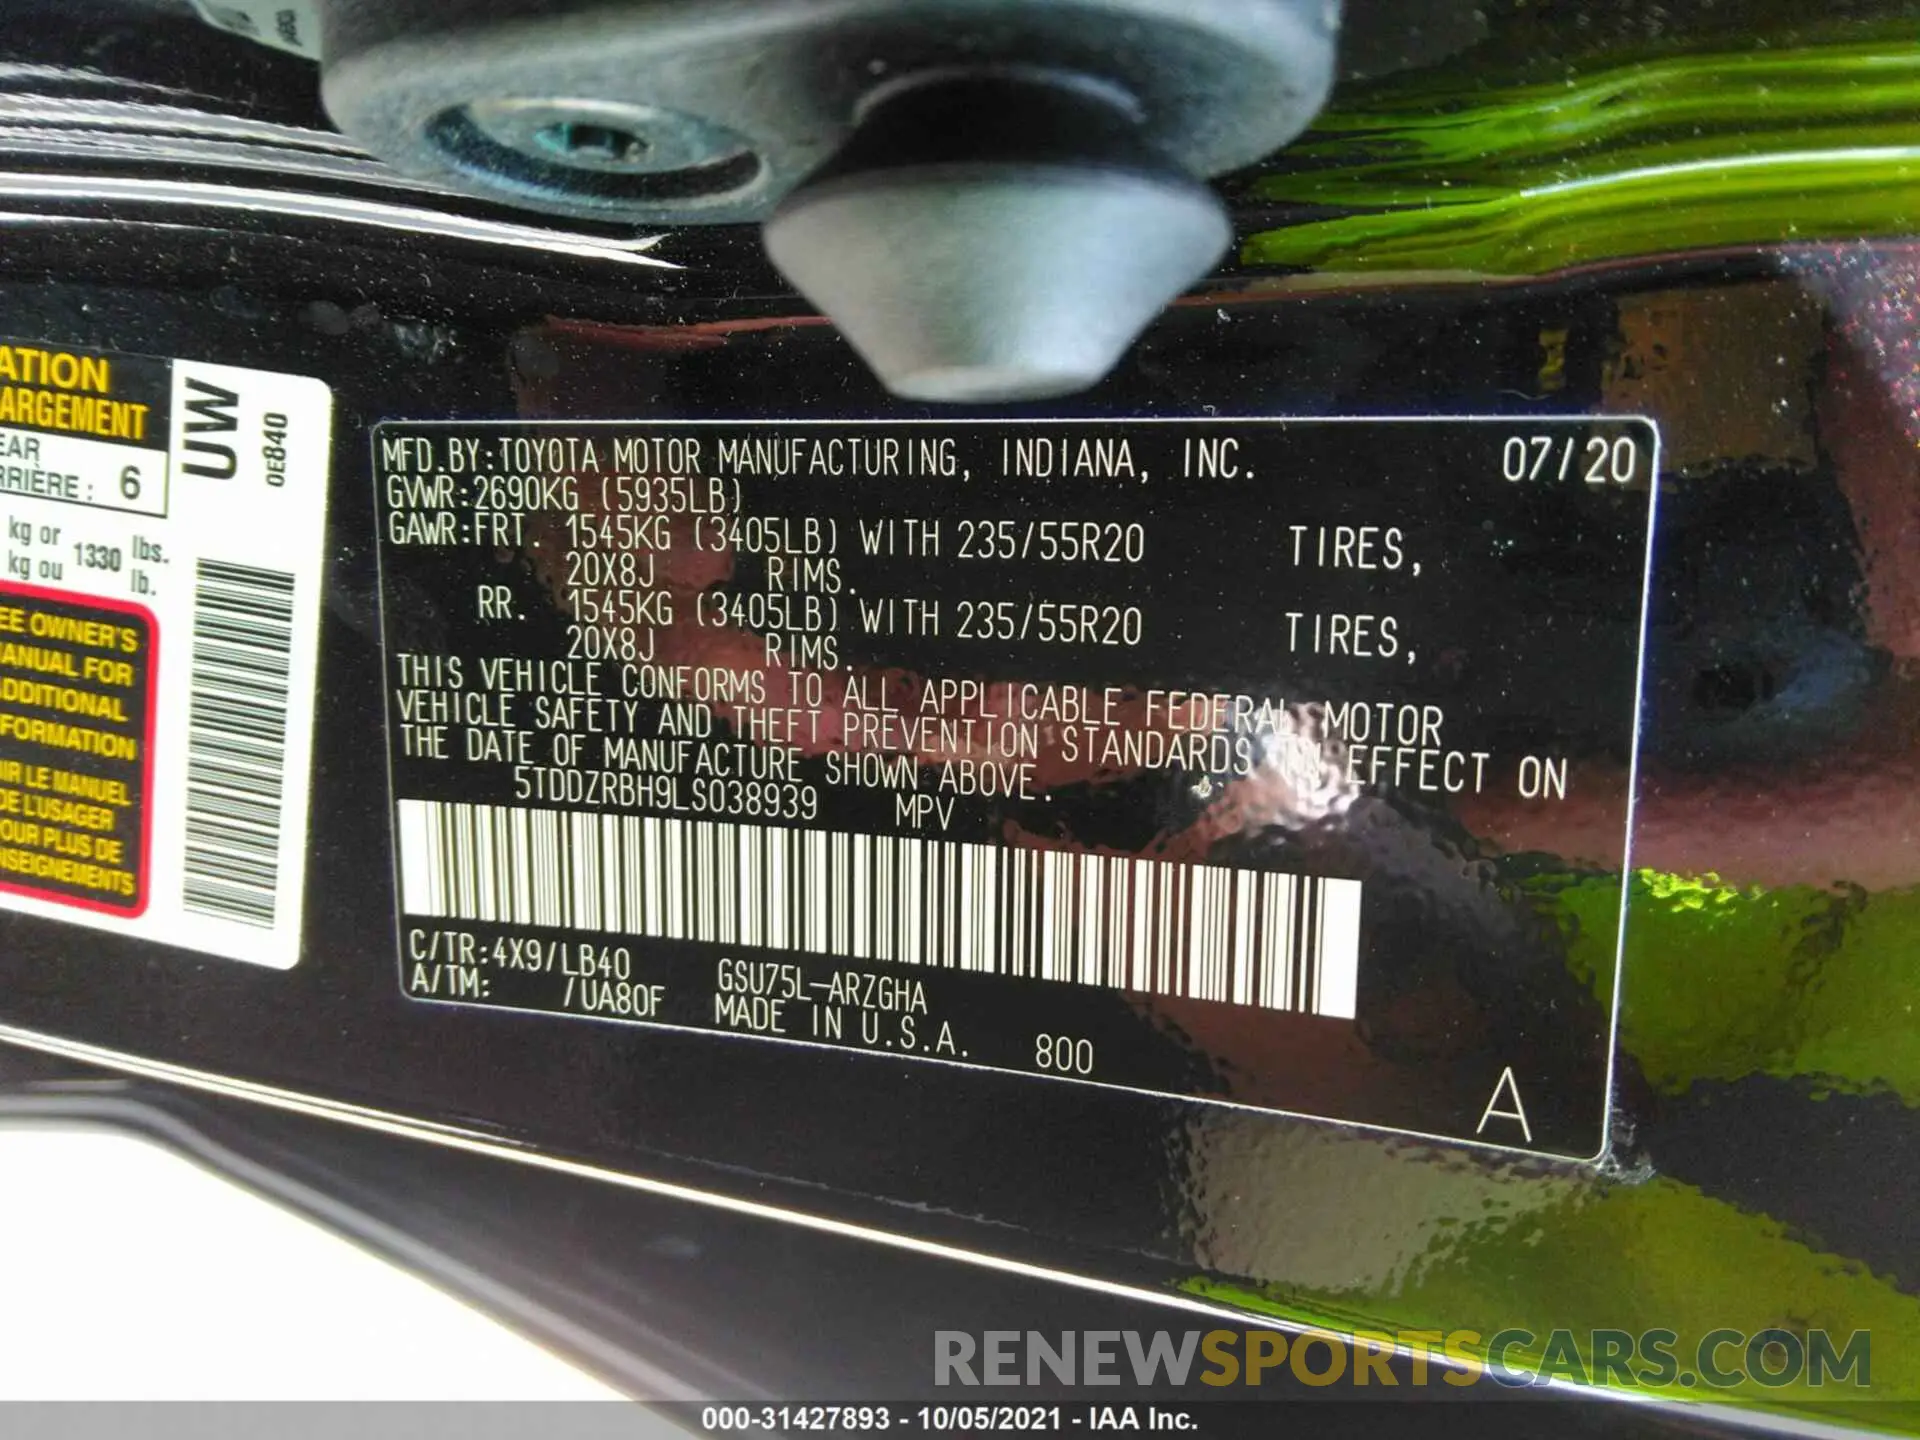 ATION
ARGEMENT
EAR
RRIÈRE : 6
kg or 1330 lbs.
kg ou lb.
EE OWNER'S
ANUAL FOR
DDITIONAL
FORMATION
IR LE MANUEL
DE L'USAGER
OUR PLUS DE
NSEIGNEMENTS
UW
0E840
MFD.BY:TOYOTA MOTOR MANUFACTURING, INDIANA, INC. 07/20
GVWR:2690KG (5935LB)
GAWR:FRT. 1545KG (3405LB) WITH 235/55R20 TIRES,
20X8J RIMS.
RR. 1545KG (3405LB) WITH 235/55R20 TIRES,
20X8J RIMS.
THIS VEHICLE CONFORMS TO ALL APPLICABLE FEDERAL MOTOR
VEHICLE SAFETY AND THEFT PREVENTION STANDARDS IN EFFECT ON
THE DATE OF MANUFACTURE SHOWN ABOVE.
5TDDZRBH9LS038939 MPV
C/TR:4X9/LB40 GSU75L-ARZGHA
A/TM: /UA80F MADE IN U.S.A. 800
A
RENEWSPORTSCARS.COM
000-31427893 - 10/05/2021 - IAA Inc.